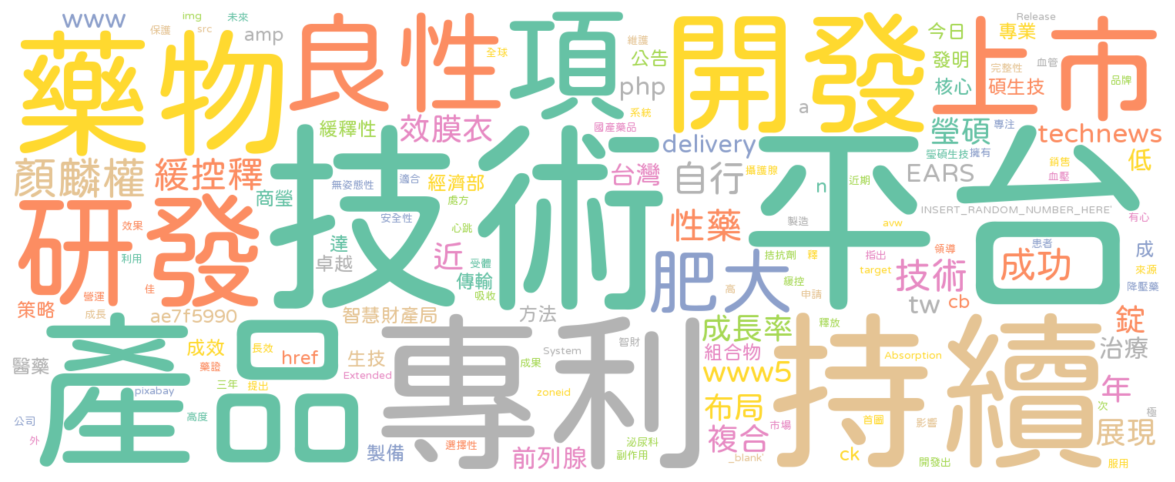 www
img
src
未來
保護
amp
藥物
良性
全球
項
維護
公告
php
系統
國產藥品
開發
a
今日
發明
核心
Release
專業
完整性
血管
碩生技
上市
品牌
緩釋性
效膜衣
瑩碩
專注
technews
delivery
顏麟權
緩控釋
商瑩
無姿態性
適合
經濟部
處方
技術平台
台灣
攝護腺
自行
n
近期
EARS
瑩碩生技
擁有
銷售
血壓
低
INSERT_RANDOM_NUMBER_HERE
有心
研發
效果
利用
達
卓越
安全性
心跳
近
受體
傳輸
吸收
性藥
製造
avw
肥大
拮抗劑
釋
指出
target
高
緩控
申請
領導
技術
患者
成功
成
來源
降壓藥
tw
cb
策略
營運
成長
佳
ae7f5990
智慧財產局
方法
成長率
釋放
錠
醫藥
成效
藥證
長效
href
生技
Extended
System
成果
智財
組合物
www5
Absorption
治療
pixabay
三年
提出
zoneid
年
公司
外
高度
產品
專利
布局
複合
市場
持續
首圖
影響
次
極
展現
製備
選擇性
前列腺
泌尿科
副作用
_blank
ck
開發出
服用